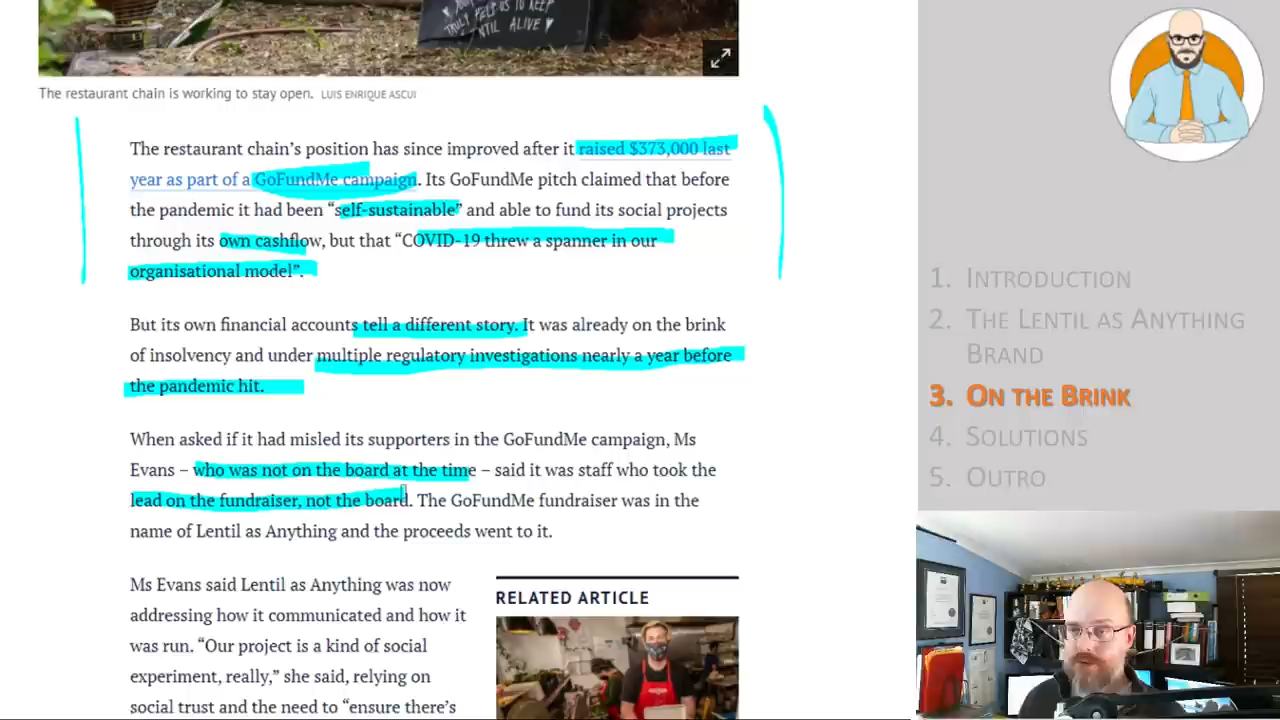 TRULY HELP US TO KEEP
LENTIL ALIVE
The restaurant chain is working to stay open. LUIS ENRIQUE ASCUI
The restaurant chain’s position has since improved after it raised $373,000 last
year as part of a GoFundMe campaign. Its GoFundMe pitch claimed that before
the pandemic it had been “self-sustainable” and able to fund its social projects
through its own cashflow, but that “COVID-19 threw a spanner in our
organisational model”.
But its own financial accounts tell a different story. It was already on the brink
of insolvency and under multiple regulatory investigations nearly a year before
the pandemic hit.
When asked if it had misled its supporters in the GoFundMe campaign, Ms
Evans – who was not on the board at the time – said it was staff who took the
lead on the fundraiser, not the board. The GoFundMe fundraiser was in the
name of Lentil as Anything and the proceeds went to it.
Ms Evans said Lentil as Anything was now
addressing how it communicated and how it
was run. “Our project is a kind of social
experiment, really,” she said, relying on
social trust and the need to “ensure there’s
RELATED ARTICLE
1. INTRODUCTION
2. THE LENTIL AS ANYTHING
BRAND
3. ON THE BRINK
4. SOLUTIONS
5. OUTRO